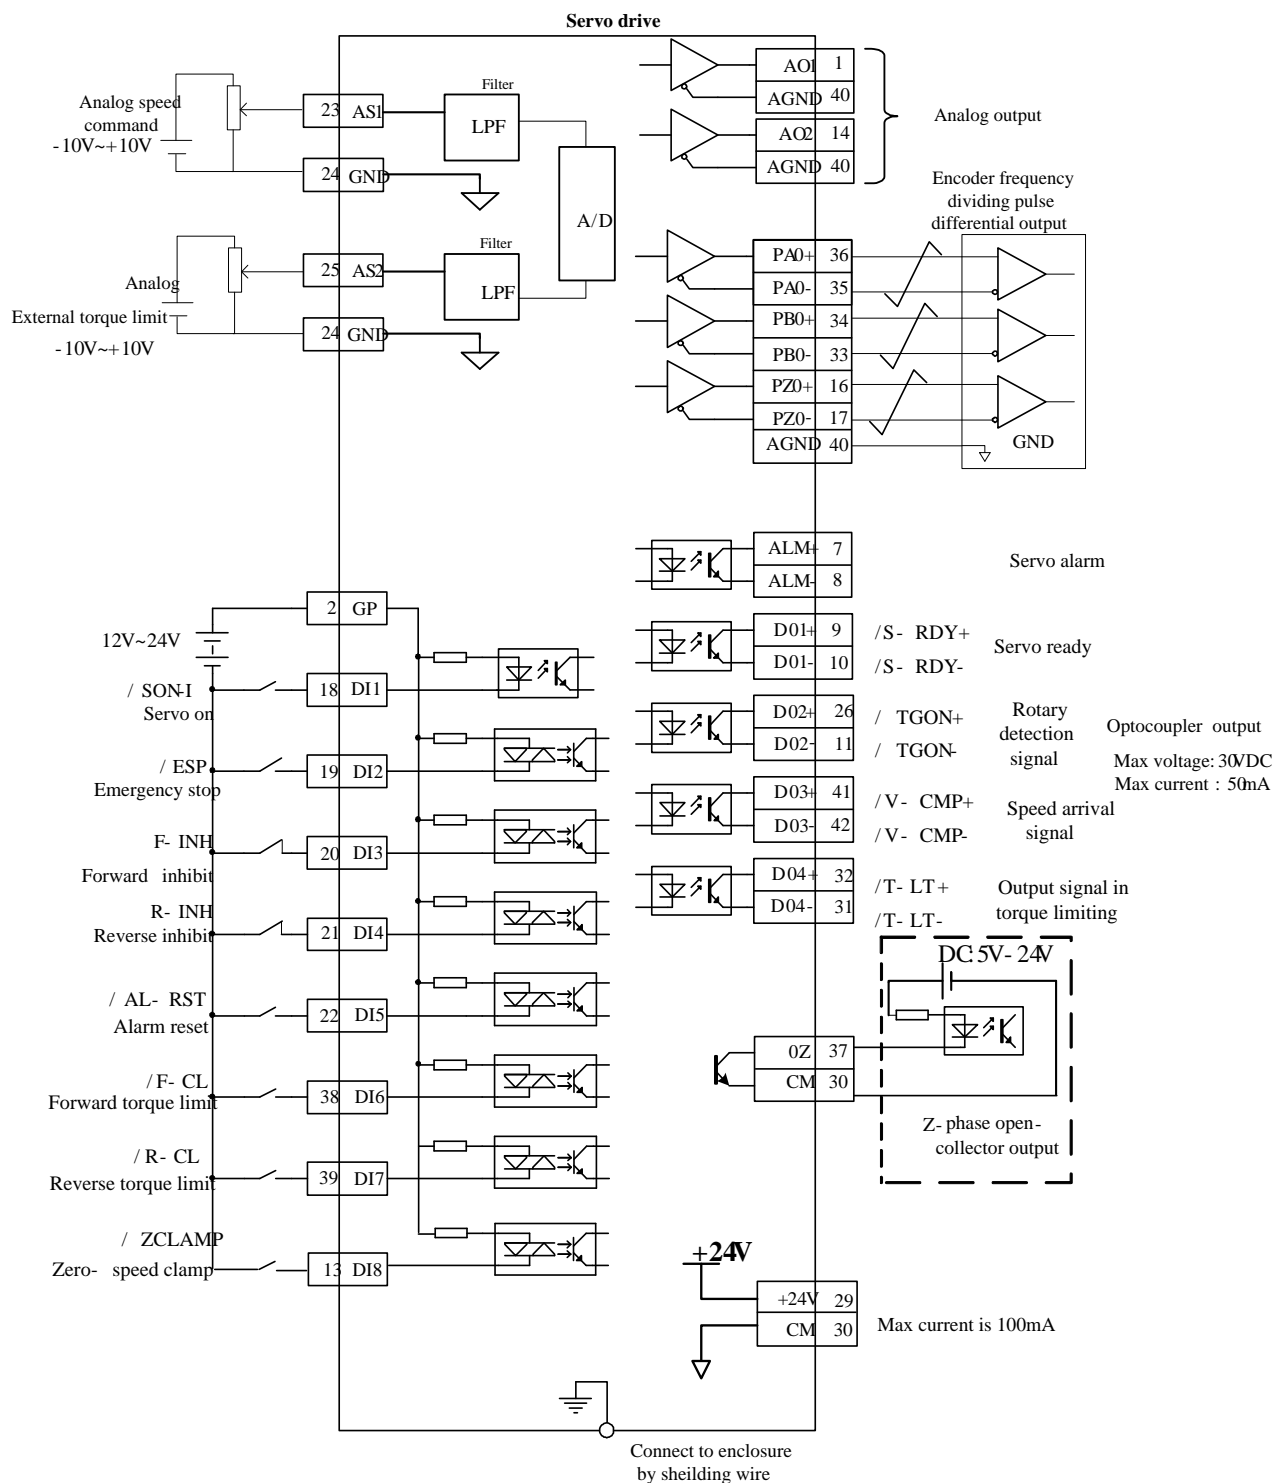 Servo drive
Analog speed
command
-10V~+10V
23 AS1
24 GND
Filter
LPF
A/D
Analog
External torque limit
-10V~+10V
25 AS2
24 GND
Filter
LPF
AO1 1
AGND 40
AO2 14
AGND 40
Analog output
Encoder frequency
dividing pulse
differential output
PA0+ 36
PA0- 35
PB0+ 34
PB0- 33
PZ0+ 16
PZ0- 17
AGND 40
GND
ALM+ 7
ALM- 8
Servo alarm
2 GP
12V~24V
D01+ 9 /S- RDY+
D01- 10 /S- RDY-
Servo ready
/ SON-I
Servo on
18 DI1
D02+ 26 / TGON+
D02- 11 / TGON-
Rotary
detection
signal
Optocoupler output
Max voltage: 30VDC
Max current : 50mA
/ ESP
Emergency stop
19 DI2
D03+ 41 /V- CMP+
D03- 42 /V- CMP-
Speed arrival
signal
F- INH
Forward inhibit
20 DI3
D04+ 32 /T- LT+
D04- 31 /T- LT-
Output signal in
torque limiting
R- INH
Reverse inhibit
21 DI4
DC:5V- 24V
/ AL- RST
Alarm reset
22 DI5
0Z 37
CM 30
Z- phase open-
collector output
/F- CL
Forward torque limit
38 DI6
/R- CL
Reverse torque limit
39 DI7
/ ZCLAMP
Zero- speed clamp
13 DI8
+24V
+24V 29
CM 30
Max current is 100mA
Connect to enclosure
by sheilding wire